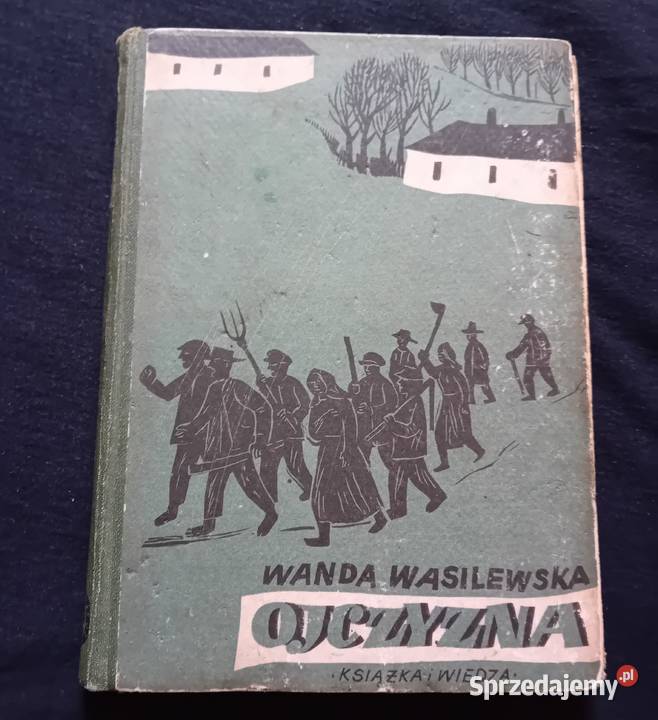 WANDA WASILEWSKA
OJCZYZNA
·KSIĄŻKA i WIEDZA·
Sprzedajemy.pl